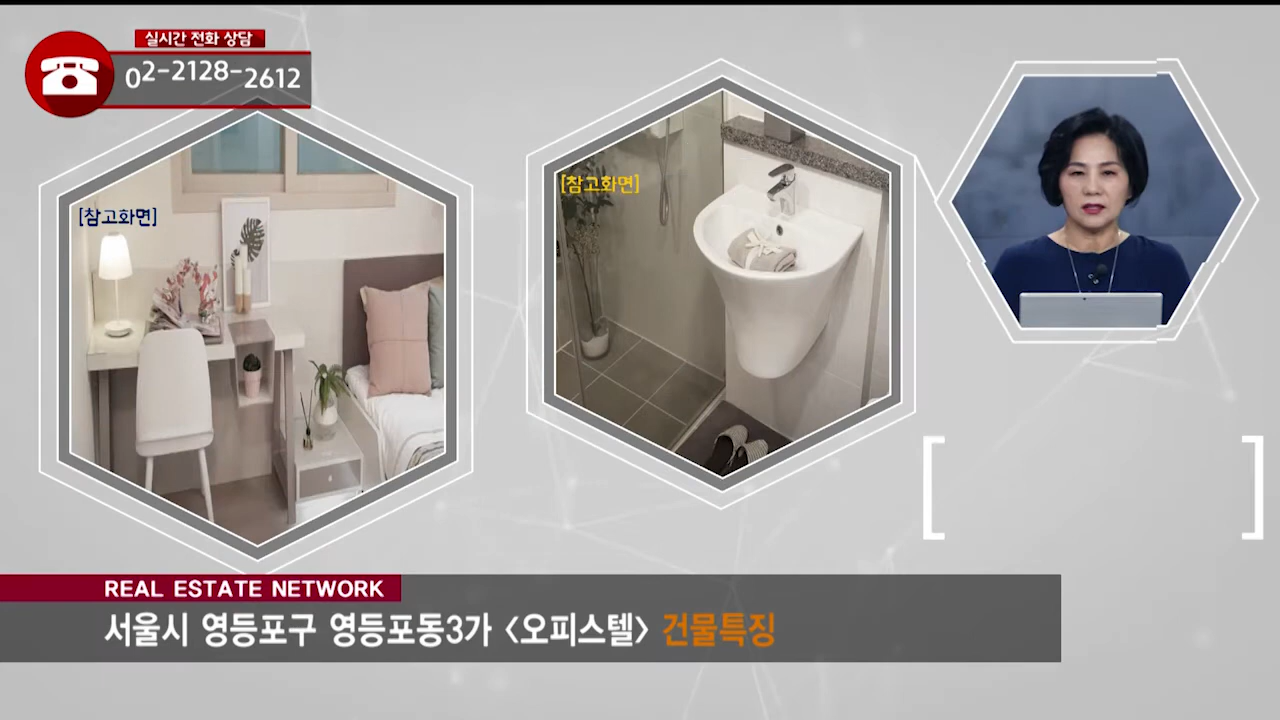 실시간 전화 상담
02-2128-2612
[참고화면]
[참고화면]
REAL ESTATE NETWORK
서울시 영등포구 영등포동3가 <오피스텔> 건물특징